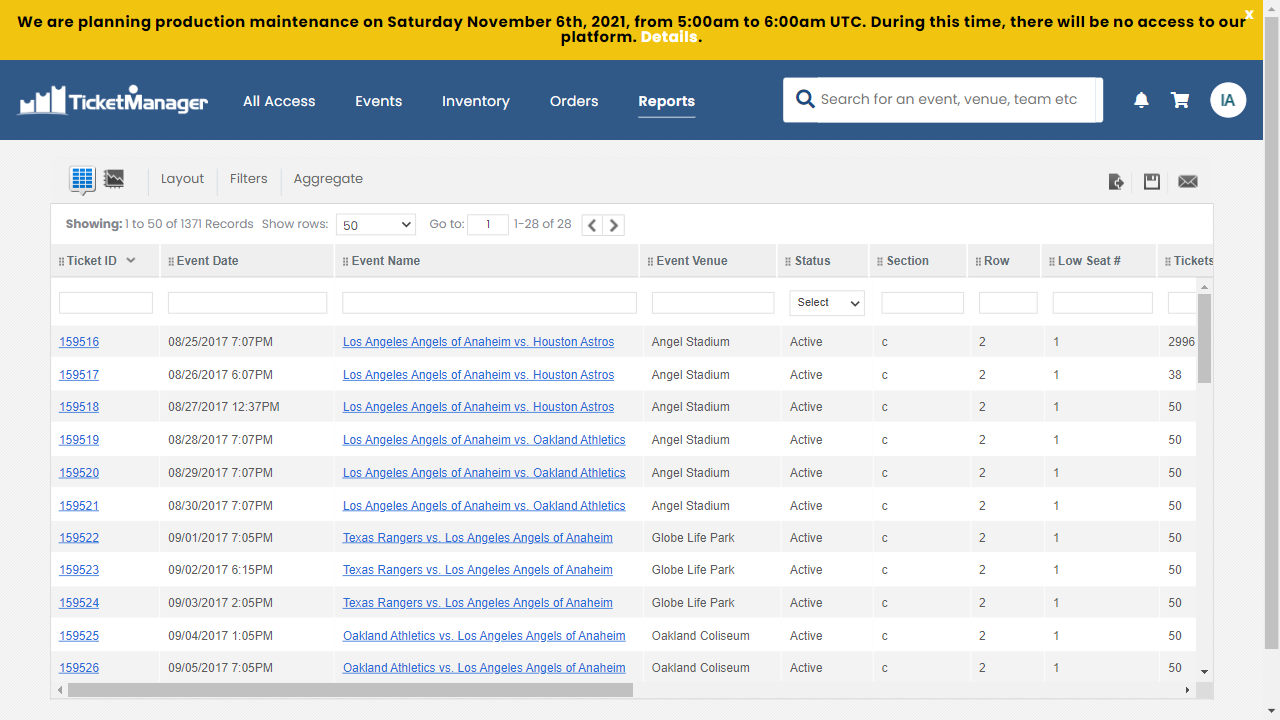 We are planning production maintenance on Saturday November 6th, 2021, from 5:00am to 6:00am UTC. During this time, there will be no access to our
platform. Details.
x
TicketManager
All Access Events Inventory Orders Reports
Search for an event, venue, team etc
IA
Layout Filters Aggregate
Showing: 1 to 50 of 1371 Records Show rows: 50 Go to: 1 1-28 of 28
Ticket ID Event Date Event Name Event Venue Status Section Row Low Seat # Tickets
Select
159516 08/25/2017 7:07PM Los Angeles Angels of Anaheim vs. Houston Astros Angel Stadium Active c 2 1 2996
159517 08/26/2017 6:07PM Los Angeles Angels of Anaheim vs. Houston Astros Angel Stadium Active c 2 1 38
159518 08/27/2017 12:37PM Los Angeles Angels of Anaheim vs. Houston Astros Angel Stadium Active c 2 1 50
159519 08/28/2017 7:07PM Los Angeles Angels of Anaheim vs. Oakland Athletics Angel Stadium Active c 2 1 50
159520 08/29/2017 7:07PM Los Angeles Angels of Anaheim vs. Oakland Athletics Angel Stadium Active c 2 1 50
159521 08/30/2017 7:07PM Los Angeles Angels of Anaheim vs. Oakland Athletics Angel Stadium Active c 2 1 50
159522 09/01/2017 7:05PM Texas Rangers vs. Los Angeles Angels of Anaheim Globe Life Park Active c 2 1 50
159523 09/02/2017 6:15PM Texas Rangers vs. Los Angeles Angels of Anaheim Globe Life Park Active c 2 1 50
159524 09/03/2017 2:05PM Texas Rangers vs. Los Angeles Angels of Anaheim Globe Life Park Active c 2 1 50
159525 09/04/2017 1:05PM Oakland Athletics vs. Los Angeles Angels of Anaheim Oakland Coliseum Active c 2 1 50
159526 09/05/2017 7:05PM Oakland Athletics vs. Los Angeles Angels of Anaheim Oakland Coliseum Active c 2 1 50